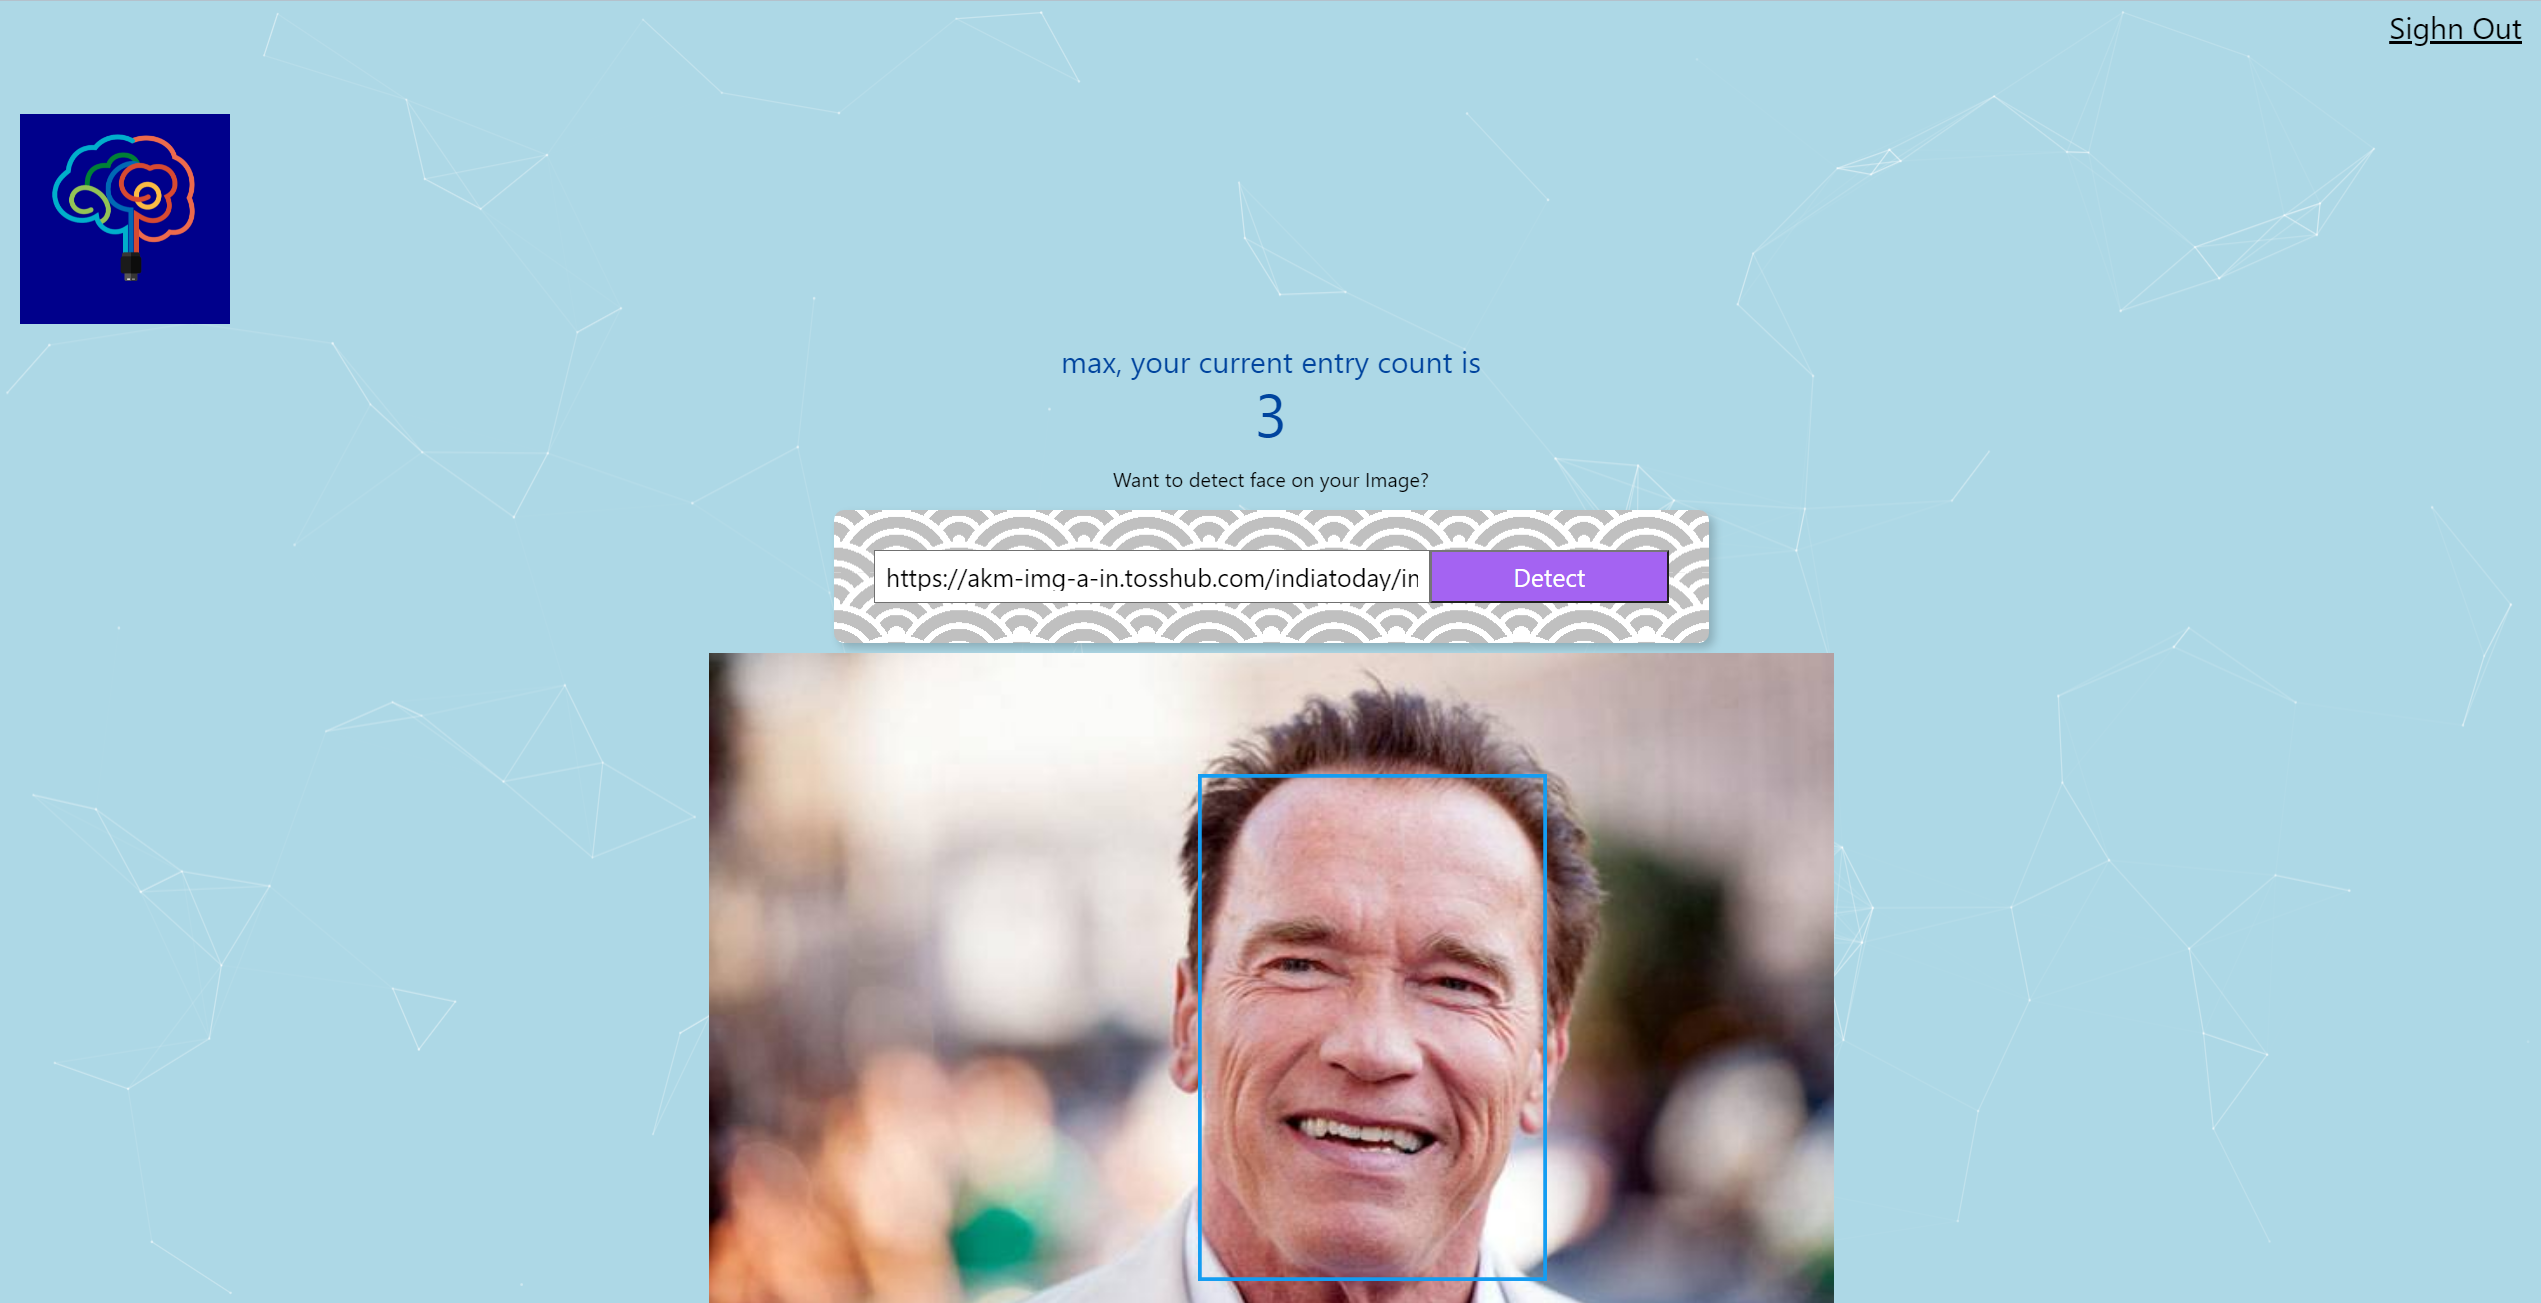 Sighn Out
max, your current entry count is
3
Want to detect face on your Image?
https://akm-img-a-in.tosshub.com/indiatoday/in
Detect